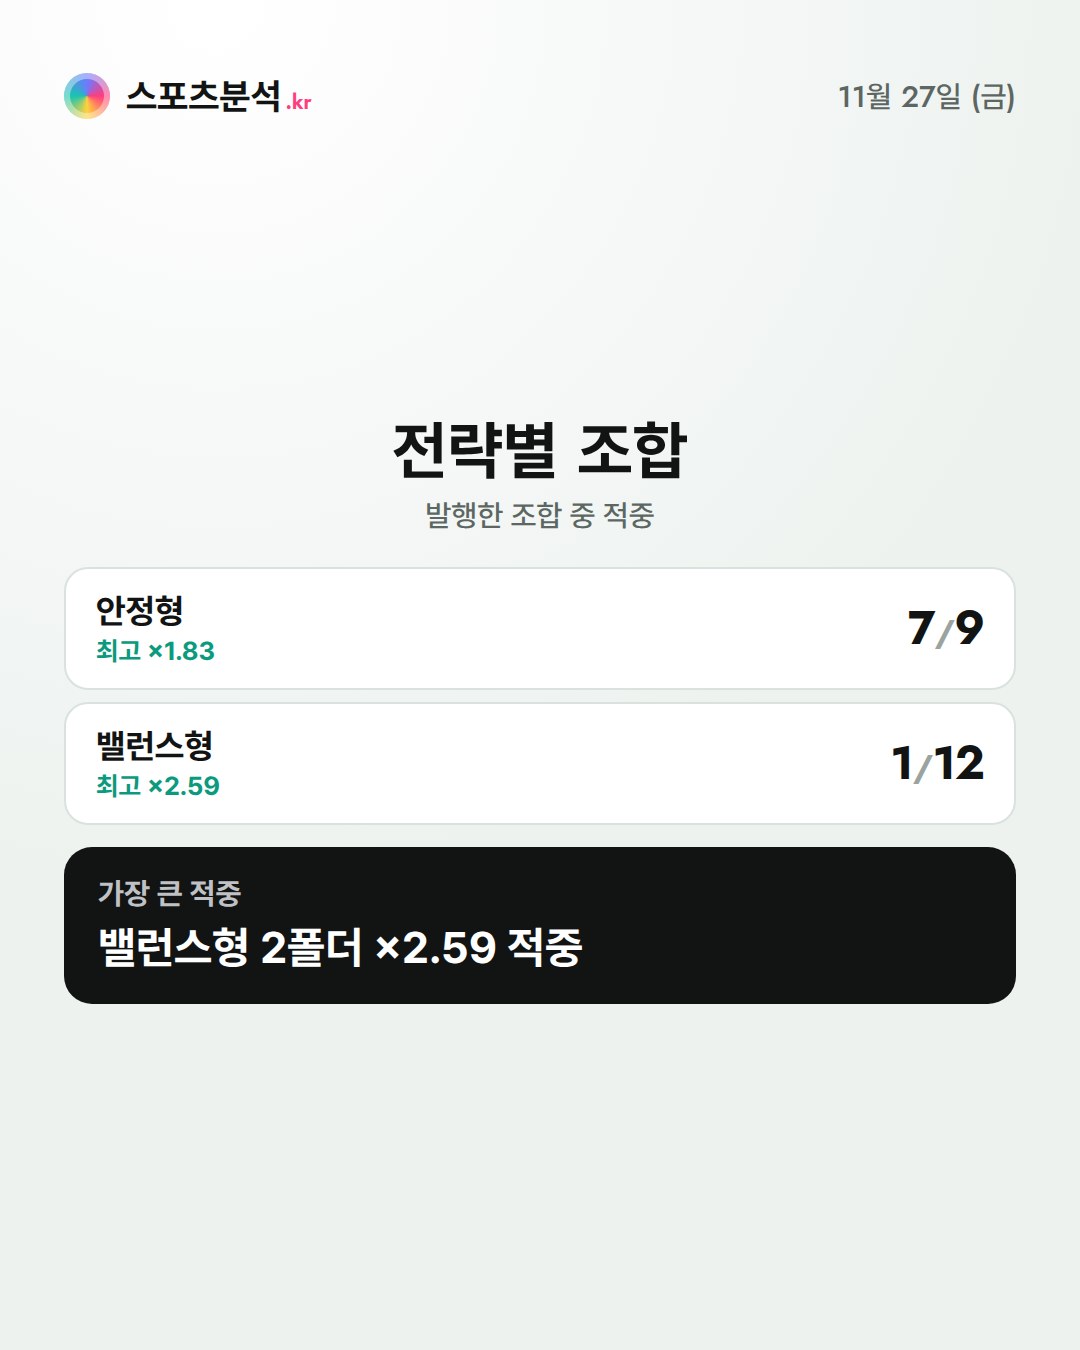 스포츠분석.kr
11월 27일 (금)
전략별 조합
발행한 조합 중 적중
안정형
최고 ×1.83
7/9
밸런스형
최고 ×2.59
1/12
가장 큰 적중
밸런스형 2폴더 ×2.59 적중